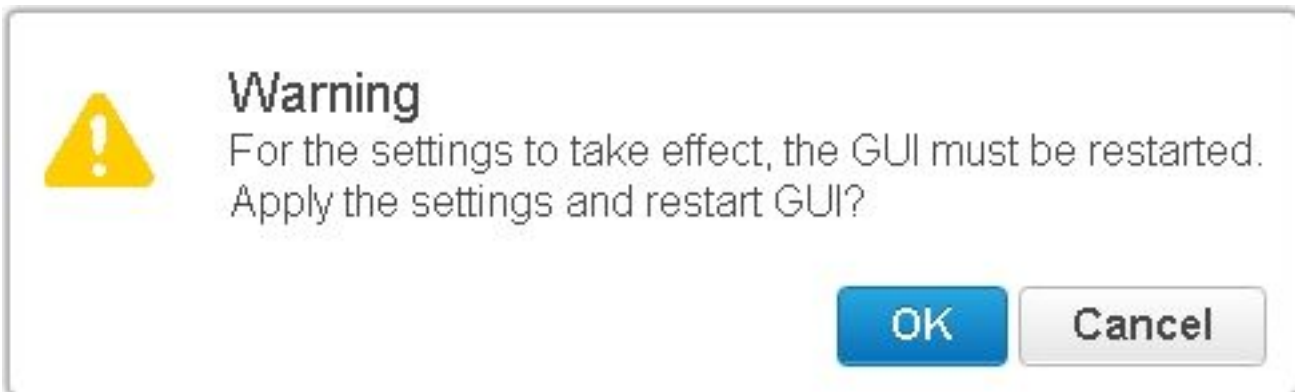 Warning
For the settings to take effect, the GUI must be restarted.
Apply the settings and restart GUI?
OK Cancel